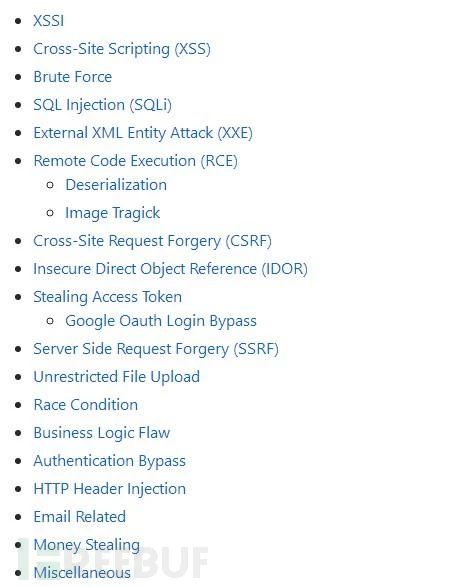 XSSI
Cross-Site Scripting (XSS)
Brute Force
SQL Injection (SQLi)
External XML Entity Attack (XXE)
Remote Code Execution (RCE)
Deserialization
Image Tragick
Cross-Site Request Forgery (CSRF)
Insecure Direct Object Reference (IDOR)
Stealing Access Token
Google Oauth Login Bypass
Server Side Request Forgery (SSRF)
Unrestricted File Upload
Race Condition
Business Logic Flaw
Authentication Bypass
HTTP Header Injection
Email Related
Money Stealing
FREEBUF
Miscellaneous